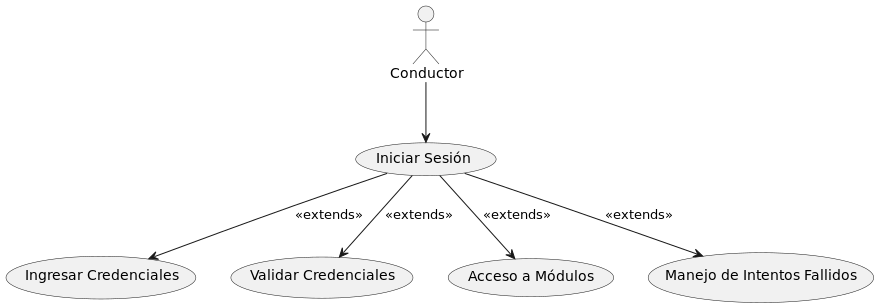 Conductor
Iniciar Sesión
«extends»
«extends»
«extends»
«extends»
Ingresar Credenciales
Validar Credenciales
Acceso a Módulos
Manejo de Intentos Fallidos